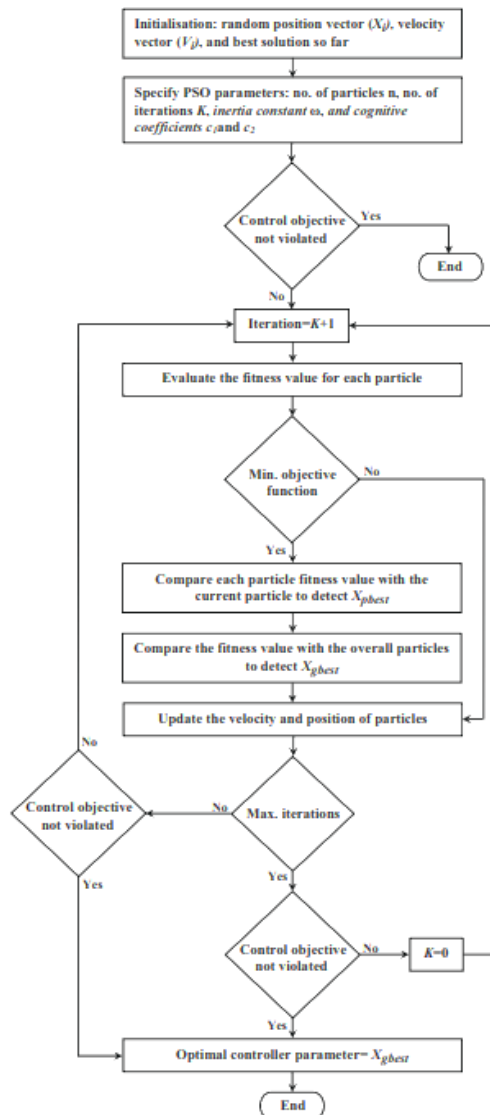 Initialisation: random position vector (Xi), velocity
vector (Vi), and best solution so far
Specify PSO parameters: no. of particles n, no. of
iterations K, inertia constant ω, and cognitive
coefficients c1and c2
Control objective
not violated
Yes
End
No
Iteration=K+1
Evaluate the fitness value for each particle
Min. objective
function
No
Yes
Compare each particle fitness value with the
current particle to detect Xpbest
Compare the fitness value with the overall particles
to detect Xgbest
Update the velocity and position of particles
No
Control objective
not violated
No
Max. iterations
Yes
Yes
Control objective
not violated
No
K=0
Yes
Optimal controller parameter= Xgbest
End